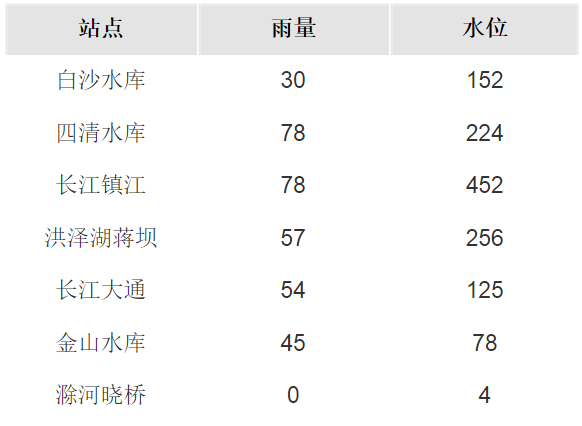 站点 雨量 水位
白沙水库 30 152
四清水库 78 224
长江镇江 78 452
洪泽湖蒋坝 57 256
长江大通 54 125
金山水库 45 78
滁河晓桥 0 4